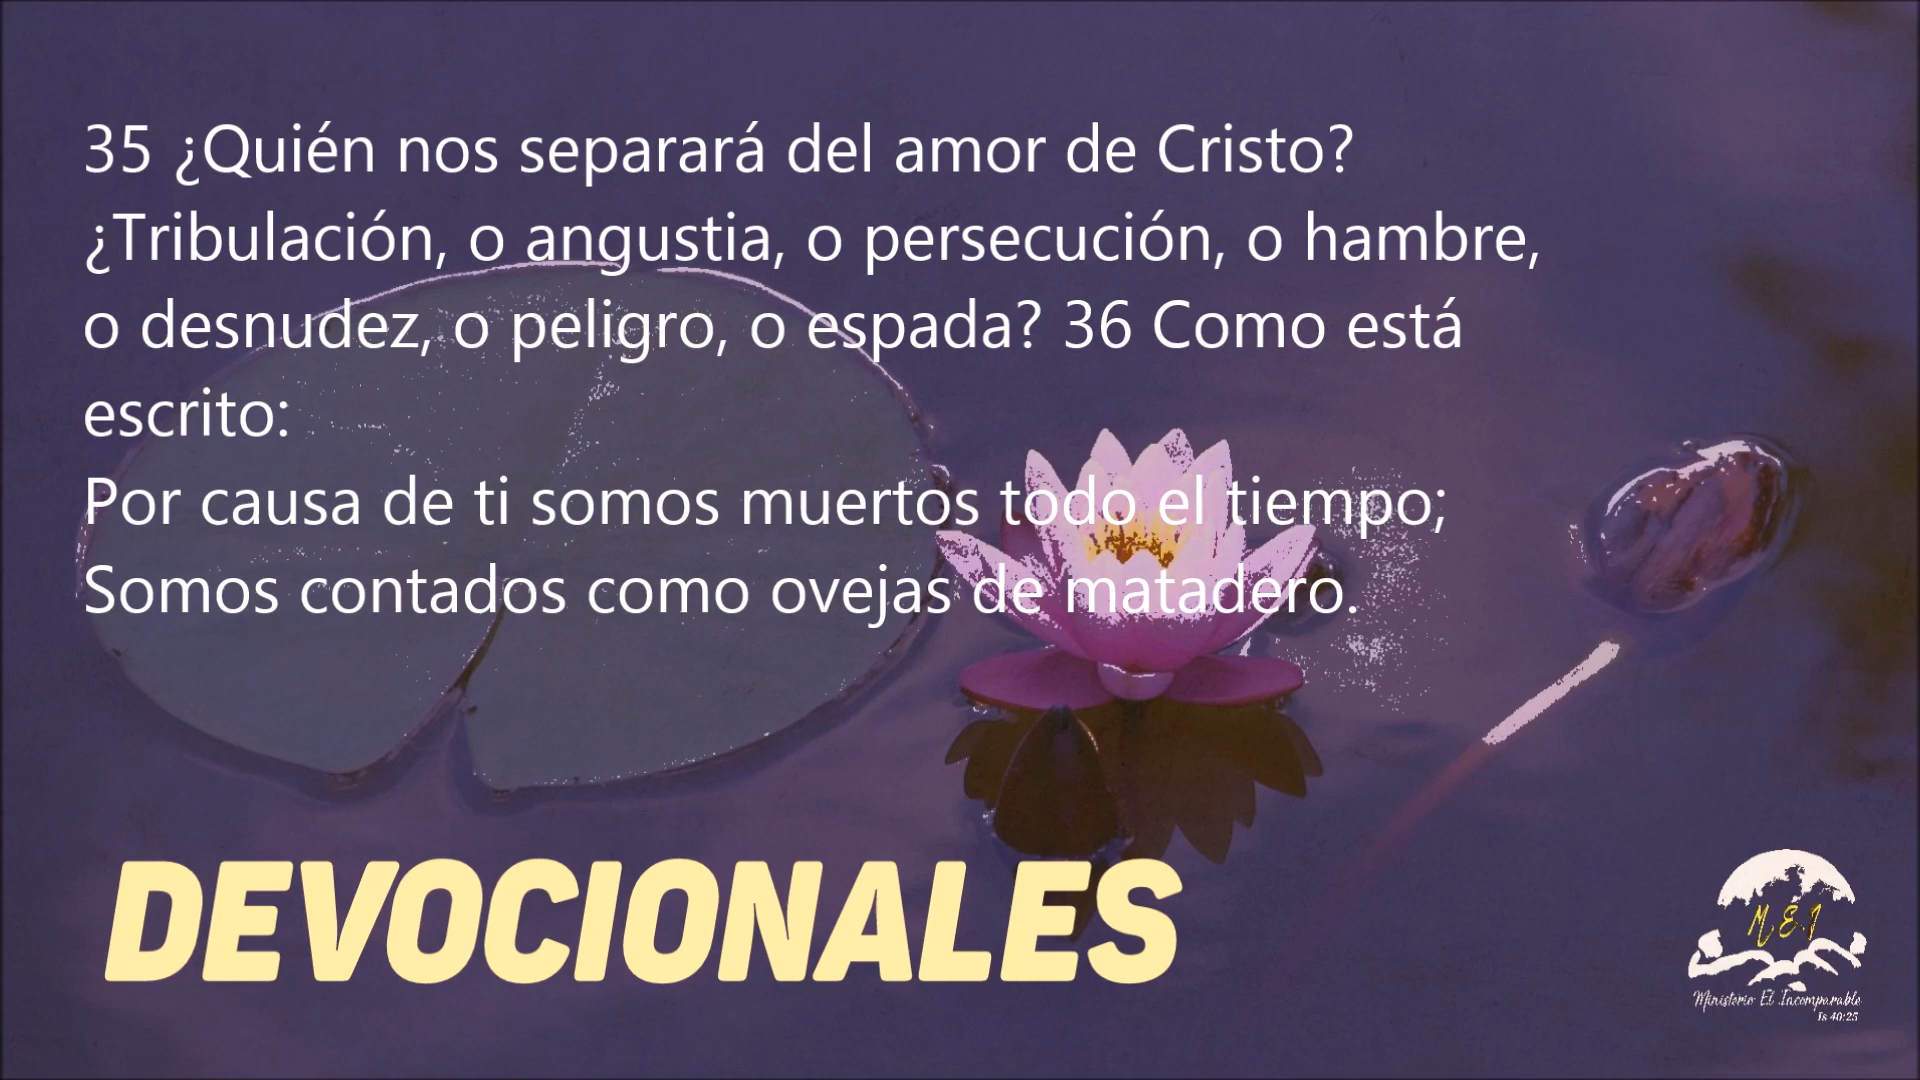 35 ¿Quién nos separará del amor de Cristo?
¿Tribulación, o angustia, o persecución, o hambre,
o desnudez, o peligro, o espada? 36 Como está
escrito:
Por causa de ti somos muertos todo el tiempo;
Somos contados como ovejas de matadero.
DEVOCIONALES
M E I
Ministerio El Incomparable
Is 40:25